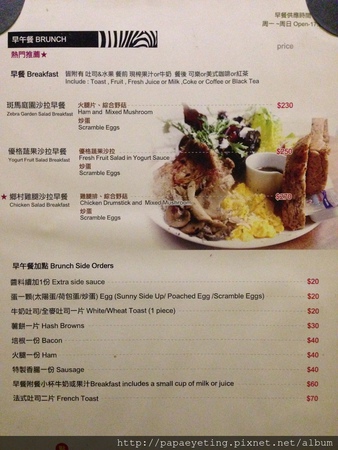 早餐供應時間
周一~周日 Open-17
早午餐 BRUNCH
price
熱門推薦★
早餐 Breakfast 皆附有 吐司&水果 餐前 現榨果汁or牛奶 餐後 可樂or美式咖啡or紅茶
Include : Toast , Fruit , Fresh Juice or Milk ,Coke or Coffee or Black Tea
斑馬庭園沙拉早餐 火腿片、綜合野菇 $230
Zebra Garden Salad Breakfast Ham and Mixed Mushroom
炒蛋
Scramble Eggs
優格蔬果沙拉早餐 優格蔬果沙拉 $250
Yogurt Fruit Salad Breakfast Fresh Fruit Salad in Yogurt Sauce
炒蛋
Scramble Eggs
★ 鄉村雞腿沙拉早餐 雞腿排、綜合野菇 $270
Chicken Salad Breakfast Chicken Drumstick and Mixed Mushroom
炒蛋
Scramble Eggs
早午餐加點 Brunch Side Orders
醬料續加1份 Extra side sauce $20
蛋一顆(太陽蛋/荷包蛋/炒蛋) Egg (Sunny Side Up/ Poached Egg /Scramble Eggs) $20
牛奶吐司/全麥吐司一片 White/Wheat Toast (1 piece) $20
薯餅一片 Hash Browns $30
培根一份 Bacon $40
火腿一份 Ham $40
特製香腸一份 Sausage $40
早餐附餐小杯牛奶或果汁Breakfast includes a small cup of milk or juice $60
法式吐司二片 French Toast $70
http://papaeyeting.pixnet.net/album